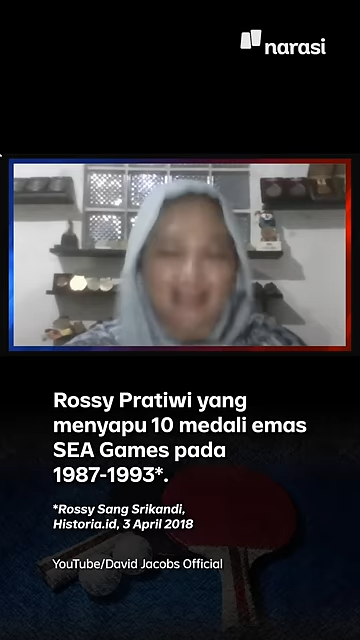 narasi
Rossy Pratiwi yang
menyapu 10 medali emas
SEA Games pada
1987-1993*.
*Rossy Sang Srikandi,
Historia.id, 3 April 2018
YouTube/David Jacobs Official